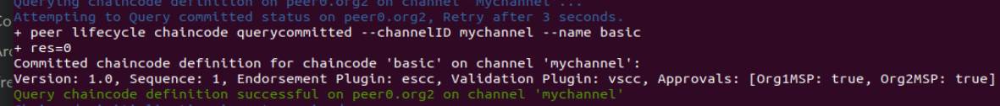 Querying chaincode definition on peer0.org2 on channel 'mychannel'...
Attempting to Query committed status on peer0.org2, Retry after 3 seconds.
+ peer lifecycle chaincode querycommitted --channelID mychannel --name basic
+ res=0
Committed chaincode definition for chaincode 'basic' on channel 'mychannel':
Version: 1.0, Sequence: 1, Endorsement Plugin: escc, Validation Plugin: vscc, Approvals: [Org1MSP: true, Org2MSP: true]
Query chaincode definition successful on peer0.org2 on channel 'mychannel'